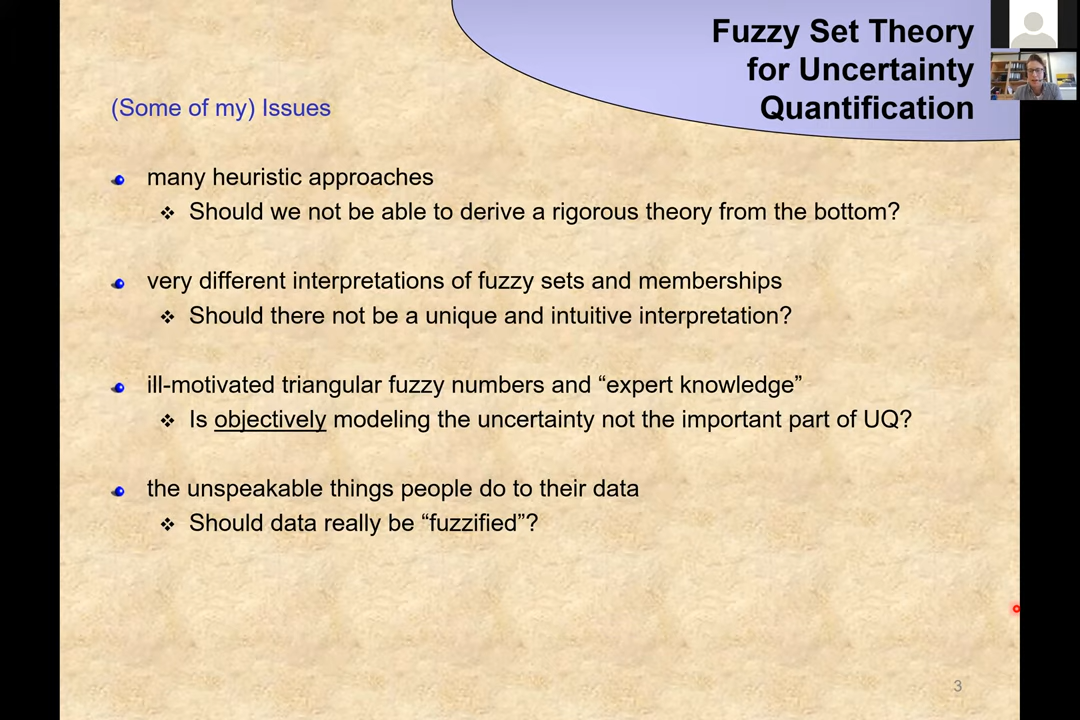 Fuzzy Set Theory
for Uncertainty
Quantification
(Some of my) Issues
many heuristic approaches
Should we not be able to derive a rigorous theory from the bottom?
very different interpretations of fuzzy sets and memberships
Should there not be a unique and intuitive interpretation?
ill-motivated triangular fuzzy numbers and “expert knowledge”
Is objectively modeling the uncertainty not the important part of UQ?
the unspeakable things people do to their data
Should data really be “fuzzified”?
3